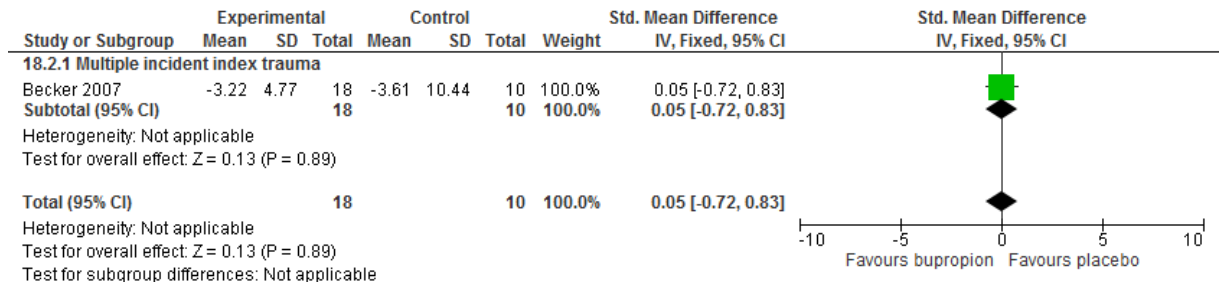 Experimental Control Std. Mean Difference Std. Mean Difference
Study or Subgroup Mean SD Total Mean SD Total Weight IV, Fixed, 95% CI IV, Fixed, 95% CI
18.2.1 Multiple incident index trauma
Becker 2007 -3.22 4.77 18 -3.61 10.44 10 100.0% 0.05 [-0.72, 0.83]
Subtotal (95% CI) 18 10 100.0% 0.05 [-0.72, 0.83]
Heterogeneity: Not applicable
Test for overall effect: Z = 0.13 (P = 0.89)
Total (95% CI) 18 10 100.0% 0.05 [-0.72, 0.83]
Heterogeneity: Not applicable
Test for overall effect: Z = 0.13 (P = 0.89)
Test for subgroup differences: Not applicable
-10 -5 0 5 10
Favours bupropion Favours placebo